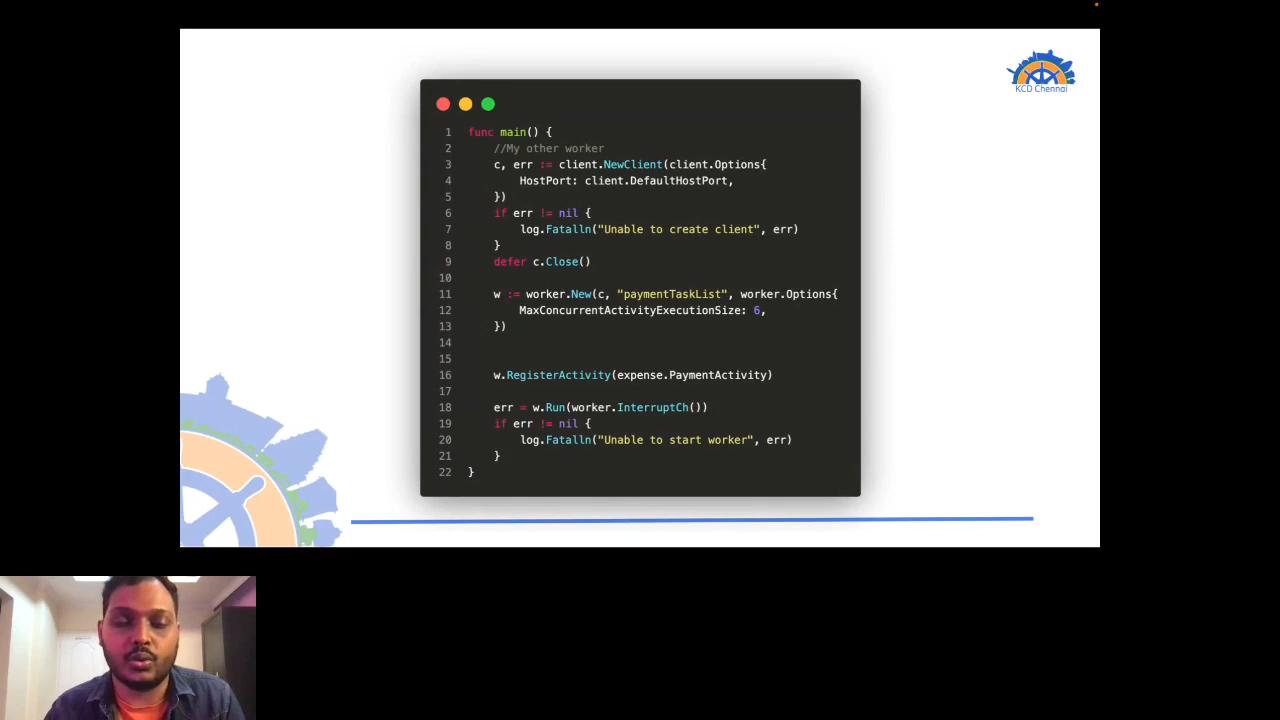 KCD Chennai
1 func main() {
2 //My other worker
3 c, err := client.NewClient(client.Options{
4 HostPort: client.DefaultHostPort,
5 })
6 if err != nil {
7 log.Fatalln("Unable to create client", err)
8 }
9 defer c.Close()
10
11 w := worker.New(c, "paymentTaskList", worker.Options{
12 MaxConcurrentActivityExecutionSize: 6,
13 })
14
15
16 w.RegisterActivity(expense.PaymentActivity)
17
18 err = w.Run(worker.InterruptCh())
19 if err != nil {
20 log.Fatalln("Unable to start worker", err)
21 }
22 }